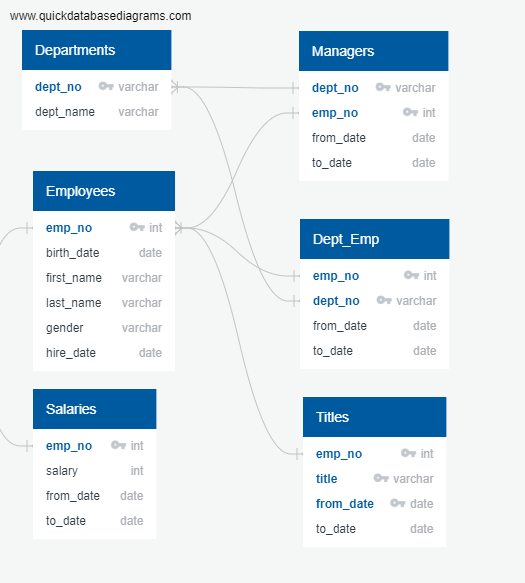 www.quickdatabasediagrams.com
Departments
dept_no varchar
dept_name varchar
Employees
emp_no int
birth_date date
first_name varchar
last_name varchar
gender varchar
hire_date date
Salaries
emp_no int
salary int
from_date date
to_date date
Managers
dept_no varchar
emp_no int
from_date date
to_date date
Dept_Emp
emp_no int
dept_no varchar
from_date date
to_date date
Titles
emp_no int
title varchar
from_date date
to_date date